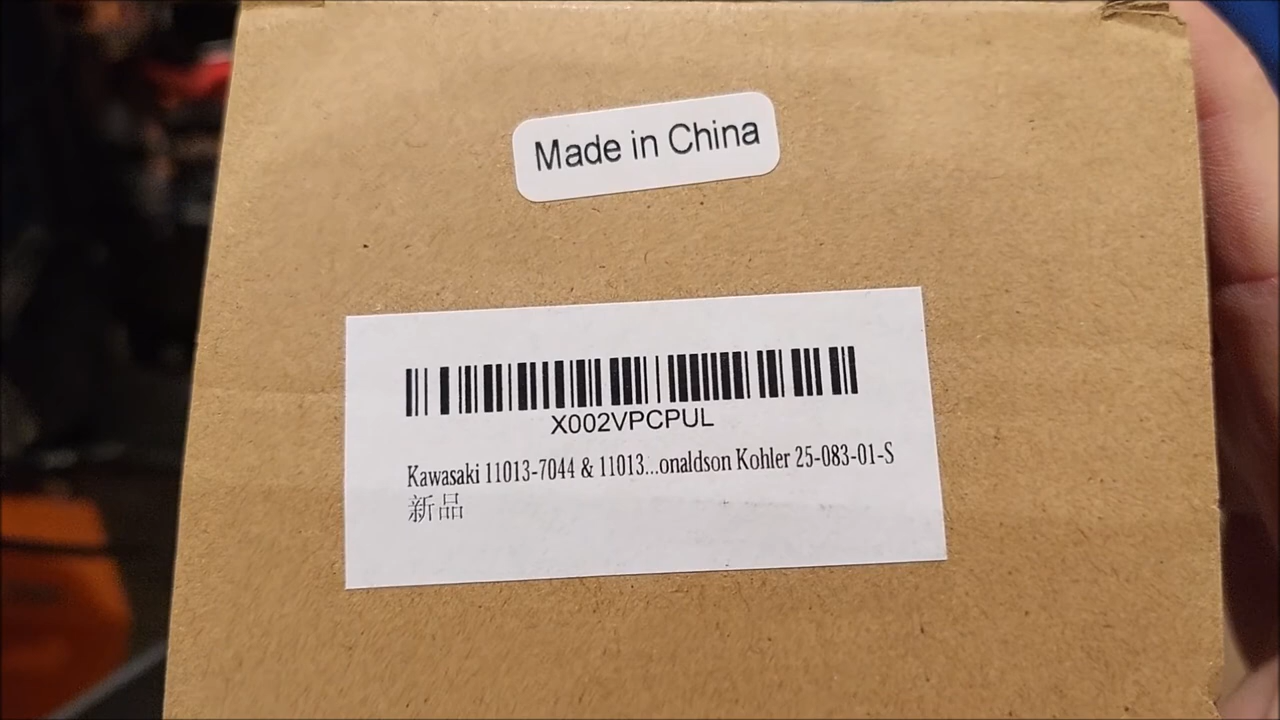 Made in China
X002VPCPUL
Kawasaki 11013-7044 & 11013...onaldson Kohler 25-083-01-S
新品